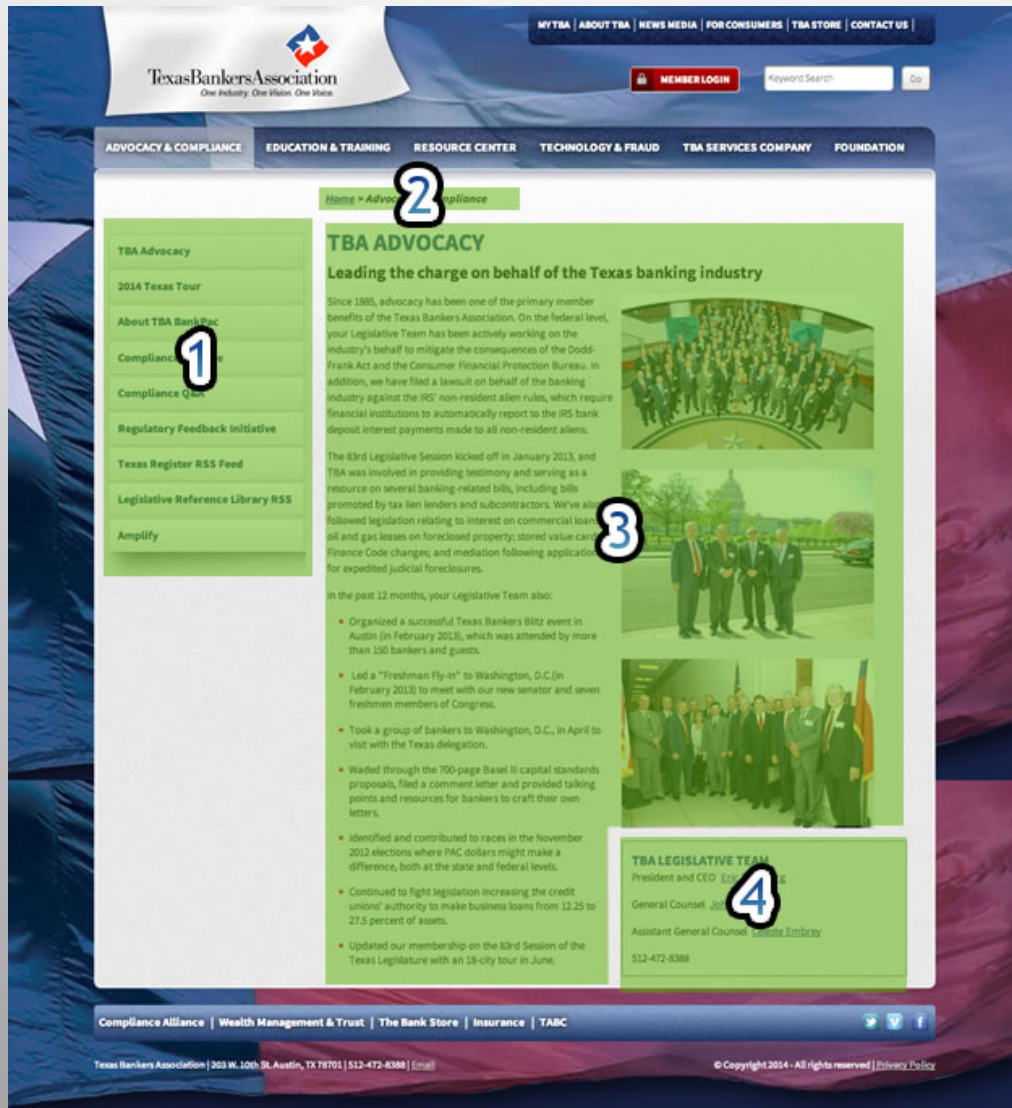 MY TBA | ABOUT TBA | NEWS MEDIA | FOR CONSUMERS | TBA STORE | CONTACT US |
TexasBankersAssociation
One Industry. One Vision. One Voice.
MEMBER LOGIN
Keyword Search
Go
ADVOCACY & COMPLIANCE
EDUCATION & TRAINING
RESOURCE CENTER
TECHNOLOGY & FRAUD
TBA SERVICES COMPANY
FOUNDATION
Home > Advoc mpliance
2
TBA Advocacy
2014 Texas Tour
About TBA BankPac
Compliance
1
Compliance Q&A
Regulatory Feedback Initiative
Texas Register RSS Feed
Legislative Reference Library RSS
Amplify
TBA ADVOCACY
Leading the charge on behalf of the Texas banking industry
Since 1885, advocacy has been one of the primary member
benefits of the Texas Bankers Association. On the federal level,
your Legislative Team has been actively working on the
industry's behalf to mitigate the consequences of the Dodd-
Frank Act and the Consumer Financial Protection Bureau. In
addition, we have filed a lawsuit on behalf of the banking
industry against the IRS' non-resident alien rules, which require
financial institutions to automatically report to the IRS bank
deposit interest payments made to all non-resident aliens.
The 83rd Legislative Session kicked off in January 2013, and
TBA was involved in providing testimony and serving as a
resource on several banking-related bills, including bills
promoted by tax lien lenders and subcontractors. We've also
followed legislation relating to interest on commercial loans
oil and gas leases on foreclosed property; stored value card
Finance Code changes; and mediation following application
for expedited judicial foreclosures.
3
In the past 12 months, your Legislative Team also:
Organized a successful Texas Bankers Blitz event in
Austin (in February 2013), which was attended by more
than 150 bankers and guests.
Led a "Freshman Fly-In" to Washington, D.C.(in
February 2013) to meet with our new senator and seven
freshmen members of Congress.
Took a group of bankers to Washington, D.C., in April to
visit with the Texas delegation.
Waded through the 700-page Basel III capital standards
proposals, filed a comment letter and provided talking
points and resources for bankers to craft their own
letters.
Identified and contributed to races in the November
2012 elections where PAC dollars might make a
difference, both at the state and federal levels.
Continued to fight legislation increasing the credit
unions' authority to make business loans from 12.25 to
27.5 percent of assets.
Updated our membership on the 83rd Session of the
Texas Legislature with an 18-city tour in June.
TBA LEGISLATIVE TEAM
President and CEO Eric
General Counsel
4
Assistant General Counsel Celeste Embrey
512-472-8388
Compliance Alliance | Wealth Management & Trust | The Bank Store | Insurance | TABC
Texas Bankers Association | 203 W. 10th St. Austin, TX 78701 | 512-472-8388 | Email
© Copyright 2014 - All rights reserved | Privacy Policy